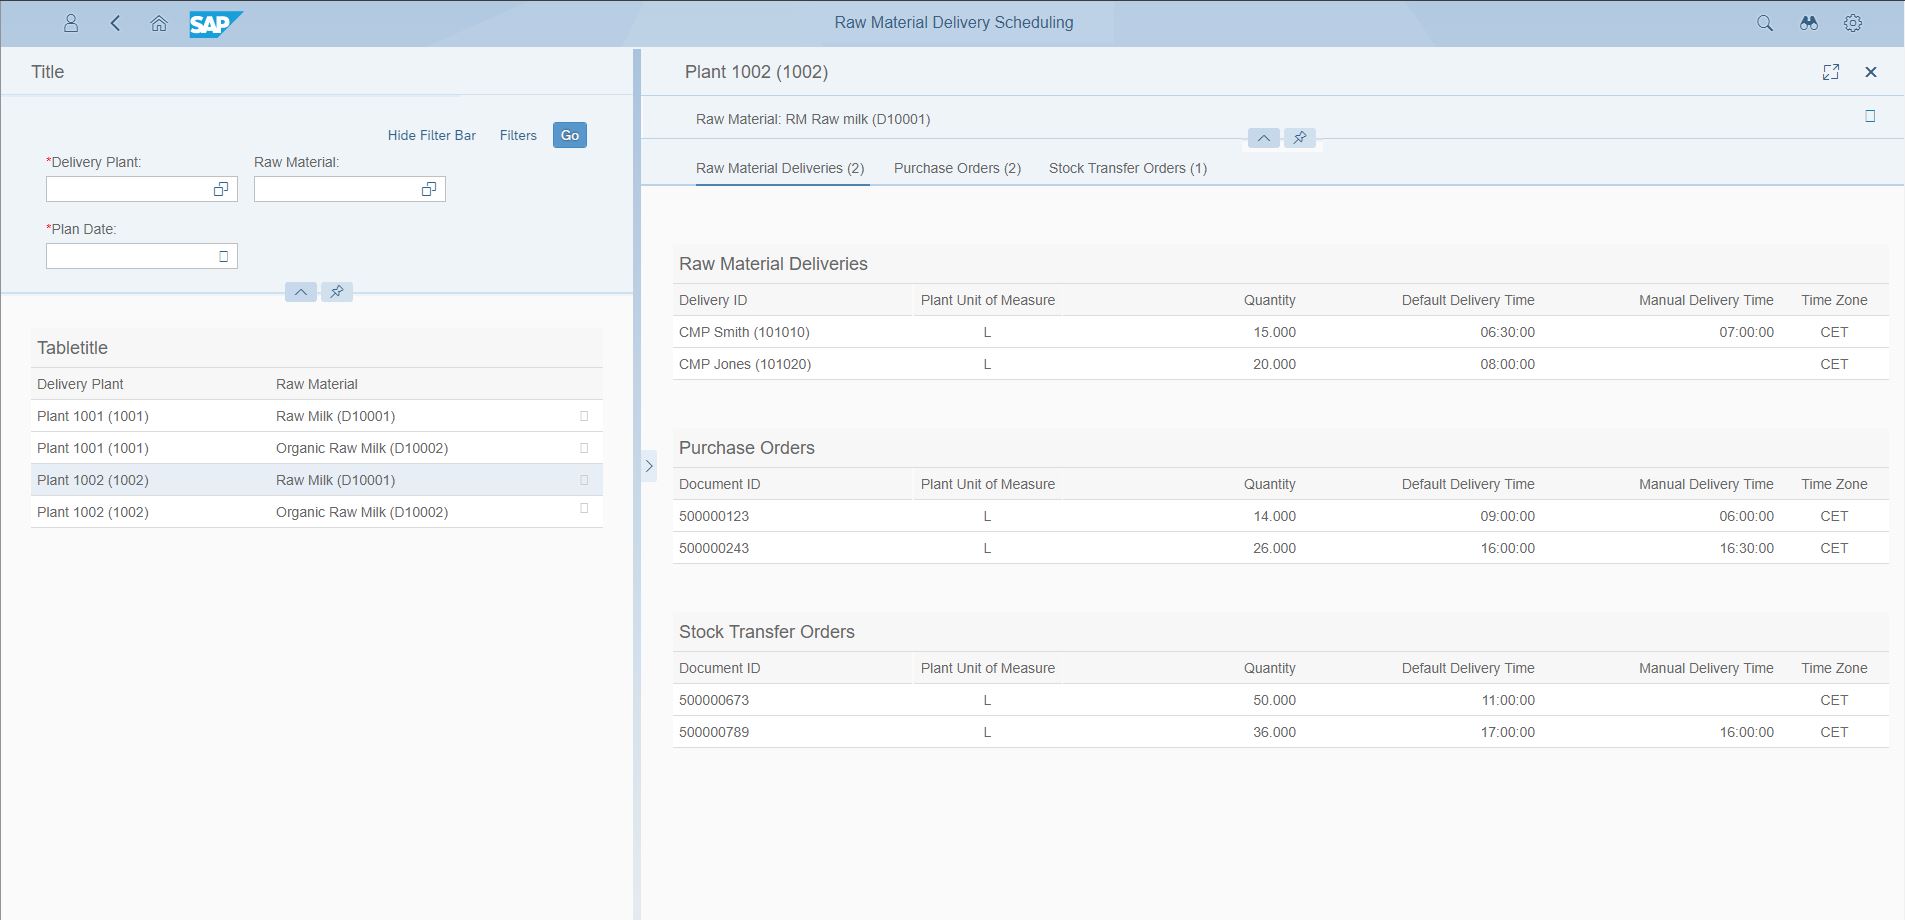 SAP Raw Material Delivery Scheduling
Title
Hide Filter Bar Filters Go
*Delivery Plant: Raw Material:
*Plan Date:
Tabletitle
Delivery Plant Raw Material
Plant 1001 (1001) Raw Milk (D10001)
Plant 1001 (1001) Organic Raw Milk (D10002)
Plant 1002 (1002) Raw Milk (D10001)
Plant 1002 (1002) Organic Raw Milk (D10002)
Plant 1002 (1002)
Raw Material: RM Raw milk (D10001)
Raw Material Deliveries (2) Purchase Orders (2) Stock Transfer Orders (1)
Raw Material Deliveries
Delivery ID Plant Unit of Measure Quantity Default Delivery Time Manual Delivery Time Time Zone
CMP Smith (101010) L 15.000 06:30:00 07:00:00 CET
CMP Jones (101020) L 20.000 08:00:00 CET
Purchase Orders
Document ID Plant Unit of Measure Quantity Default Delivery Time Manual Delivery Time Time Zone
500000123 L 14.000 09:00:00 06:00:00 CET
500000243 L 26.000 16:00:00 16:30:00 CET
Stock Transfer Orders
Document ID Plant Unit of Measure Quantity Default Delivery Time Manual Delivery Time Time Zone
500000673 L 50.000 11:00:00 CET
500000789 L 36.000 17:00:00 16:00:00 CET